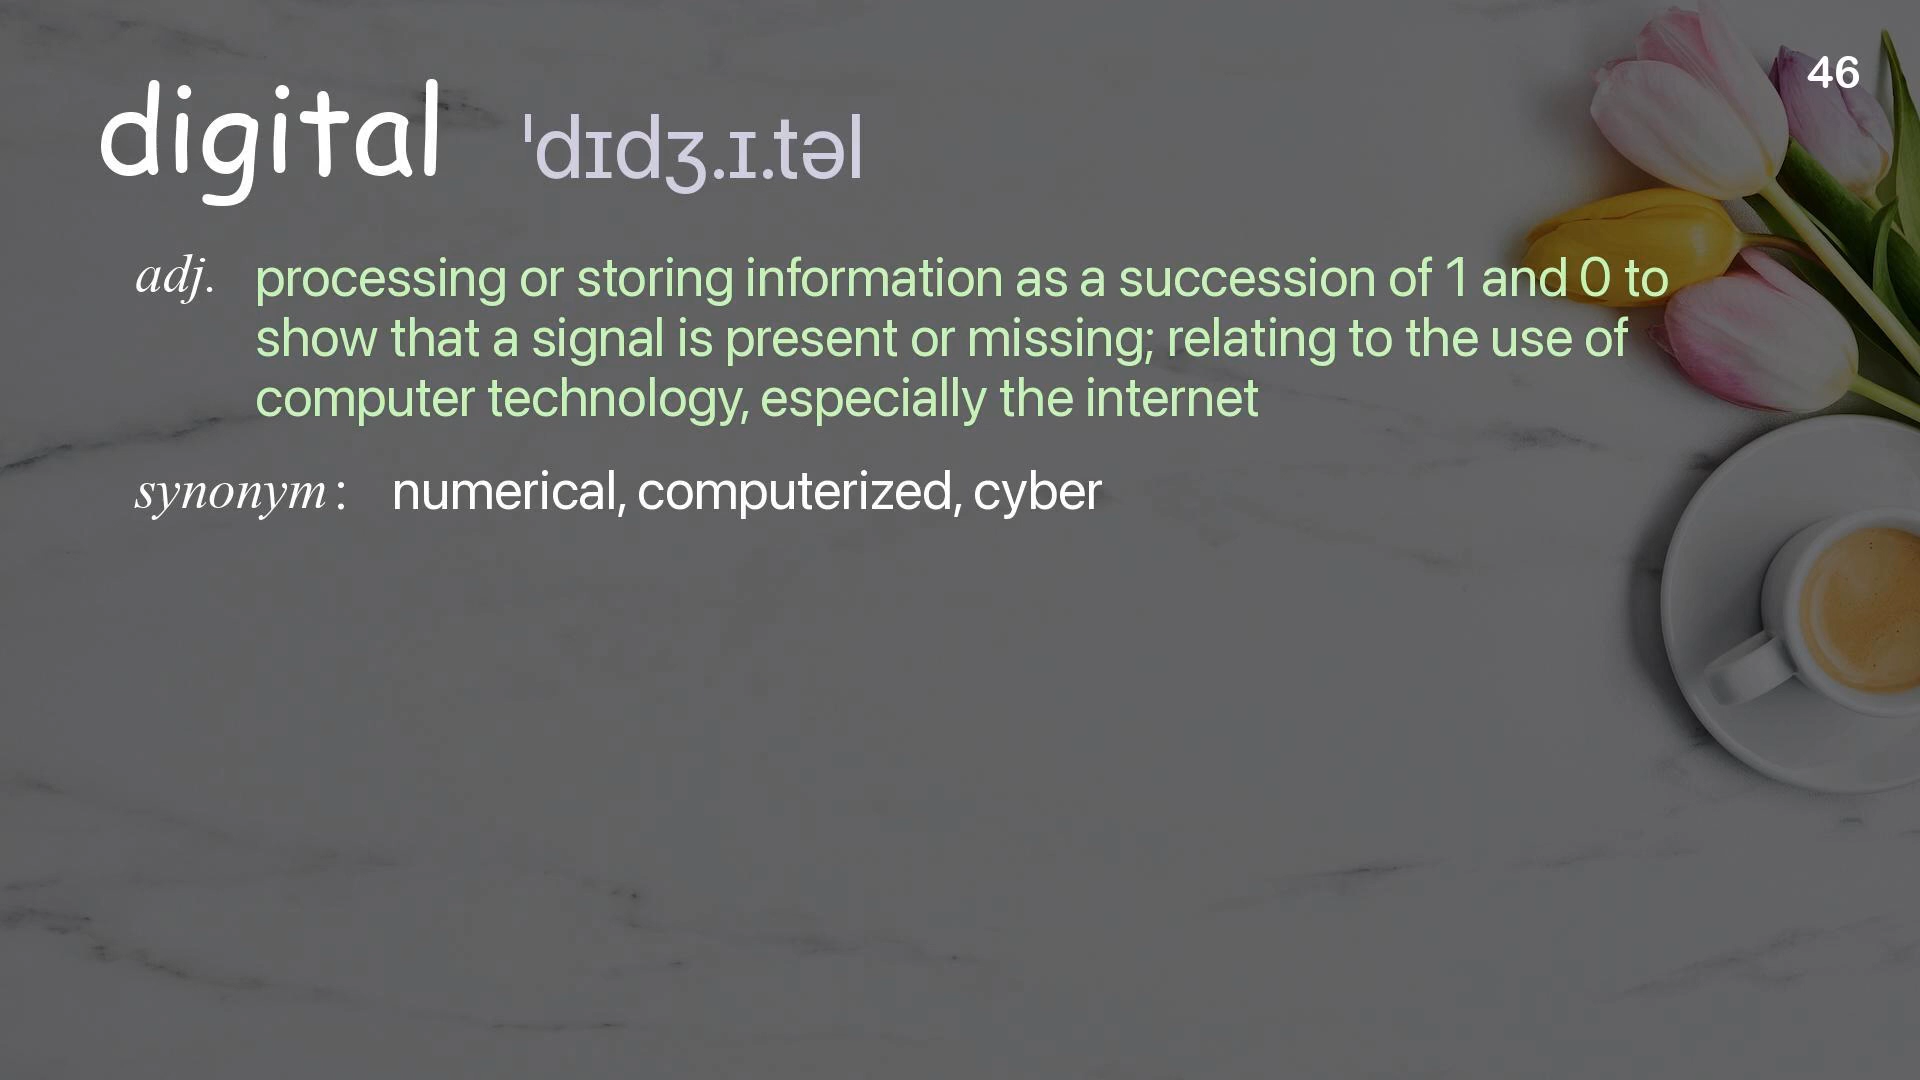 46
digital ˈdɪdʒ.ɪ.təl
adj. processing or storing information as a succession of 1 and 0 to
show that a signal is present or missing; relating to the use of
computer technology, especially the internet
synonym : numerical, computerized, cyber